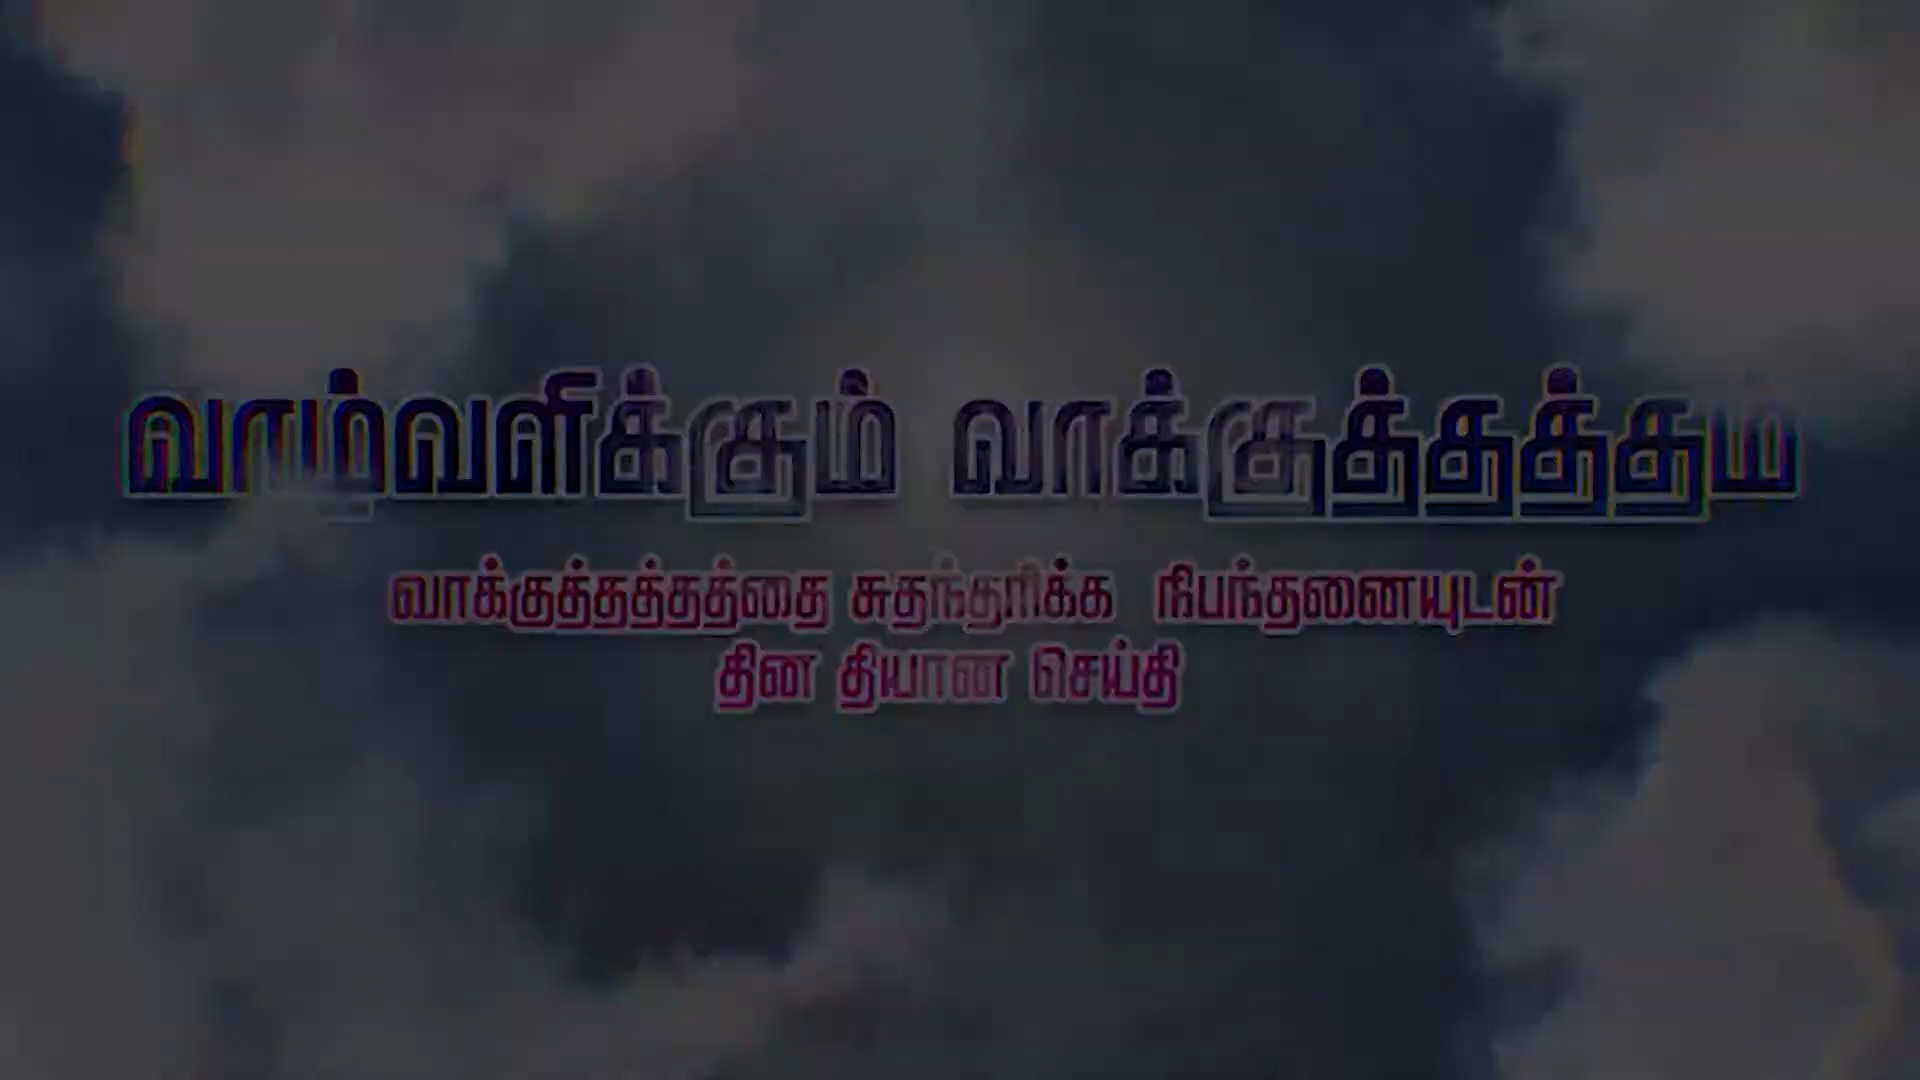 வாழ்வளிக்கும் வாக்குத்தத்தம்
வாக்குத்தத்தத்தை சுதந்தரிக்க நிபந்தனையுடன்
தின தியான செய்தி